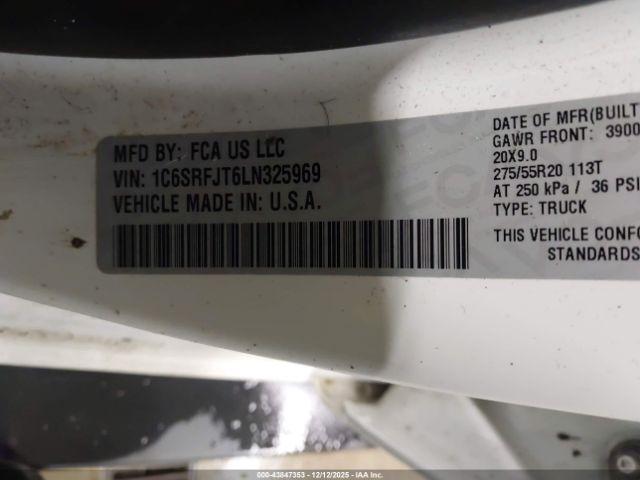 MFD BY: FCA US LLC
VIN: 1C6SRFJT6LN325969
VEHICLE MADE IN: U.S.A.
DATE OF MFR(BUILT
GAWR FRONT: 3900
20X9.0
275/55R20 113T
AT 250 kPa / 36 PSI
TYPE: TRUCK
THIS VEHICLE CONFO
STANDARDS
000-43847353 | 12/12/2025 - IAA Inc.